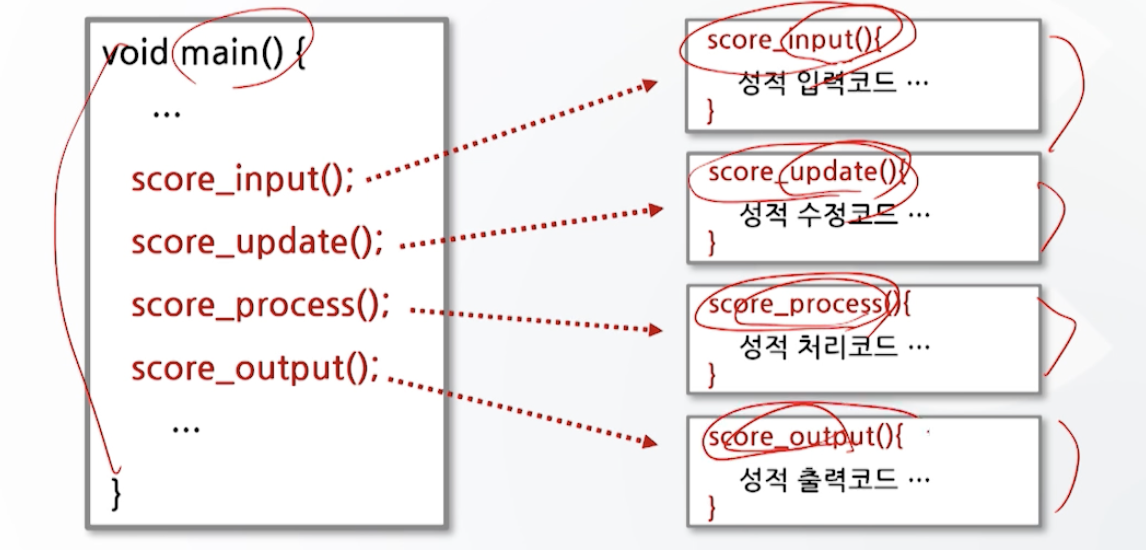 void main() {
…
score_input();
score_update();
score_process();
score_output();
…
}
score_input(){
성적 입력코드 …
}
score_update(){
성적 수정코드 …
}
score_process(){
성적 처리코드 …
}
score_output(){
성적 출력코드 …
}